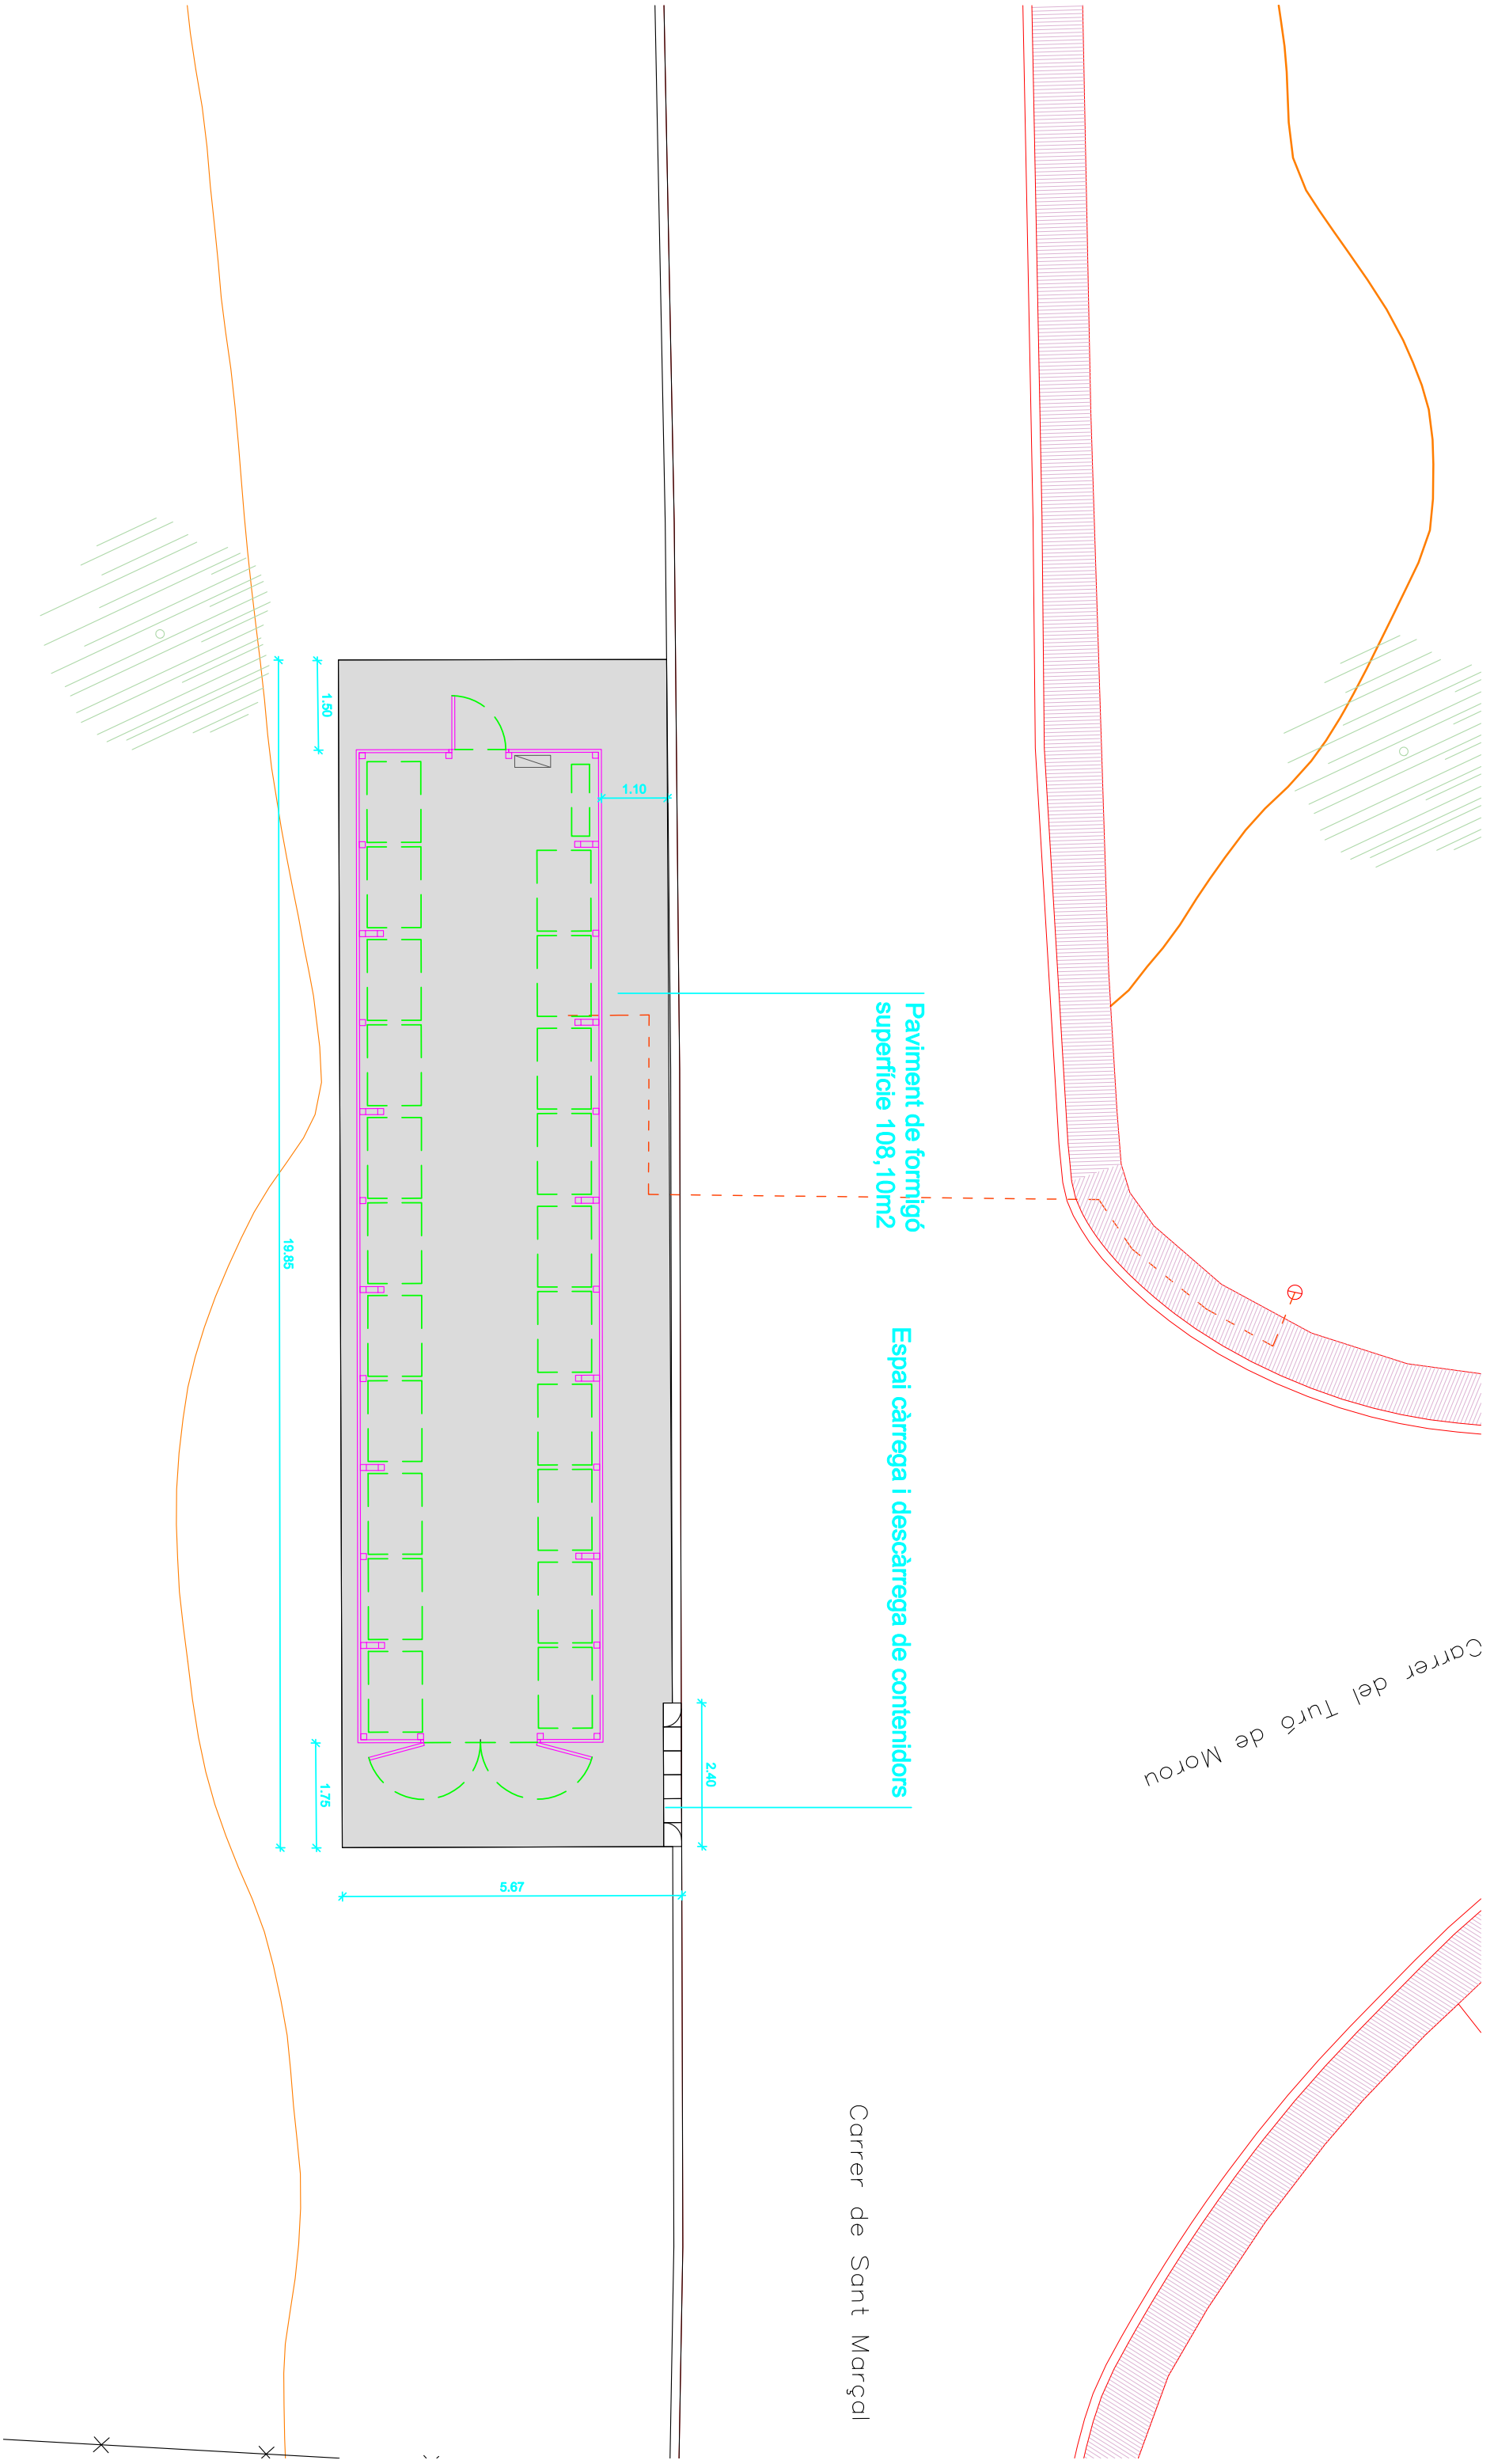 1.50
1.10
Paviment de formigó
superfície 108,10m2
19.85
Espai càrrega i descàrrega de contenidors
Carrer del Turó de Morou
2.40
1.75
5.67
Carrer de Sant Marçal